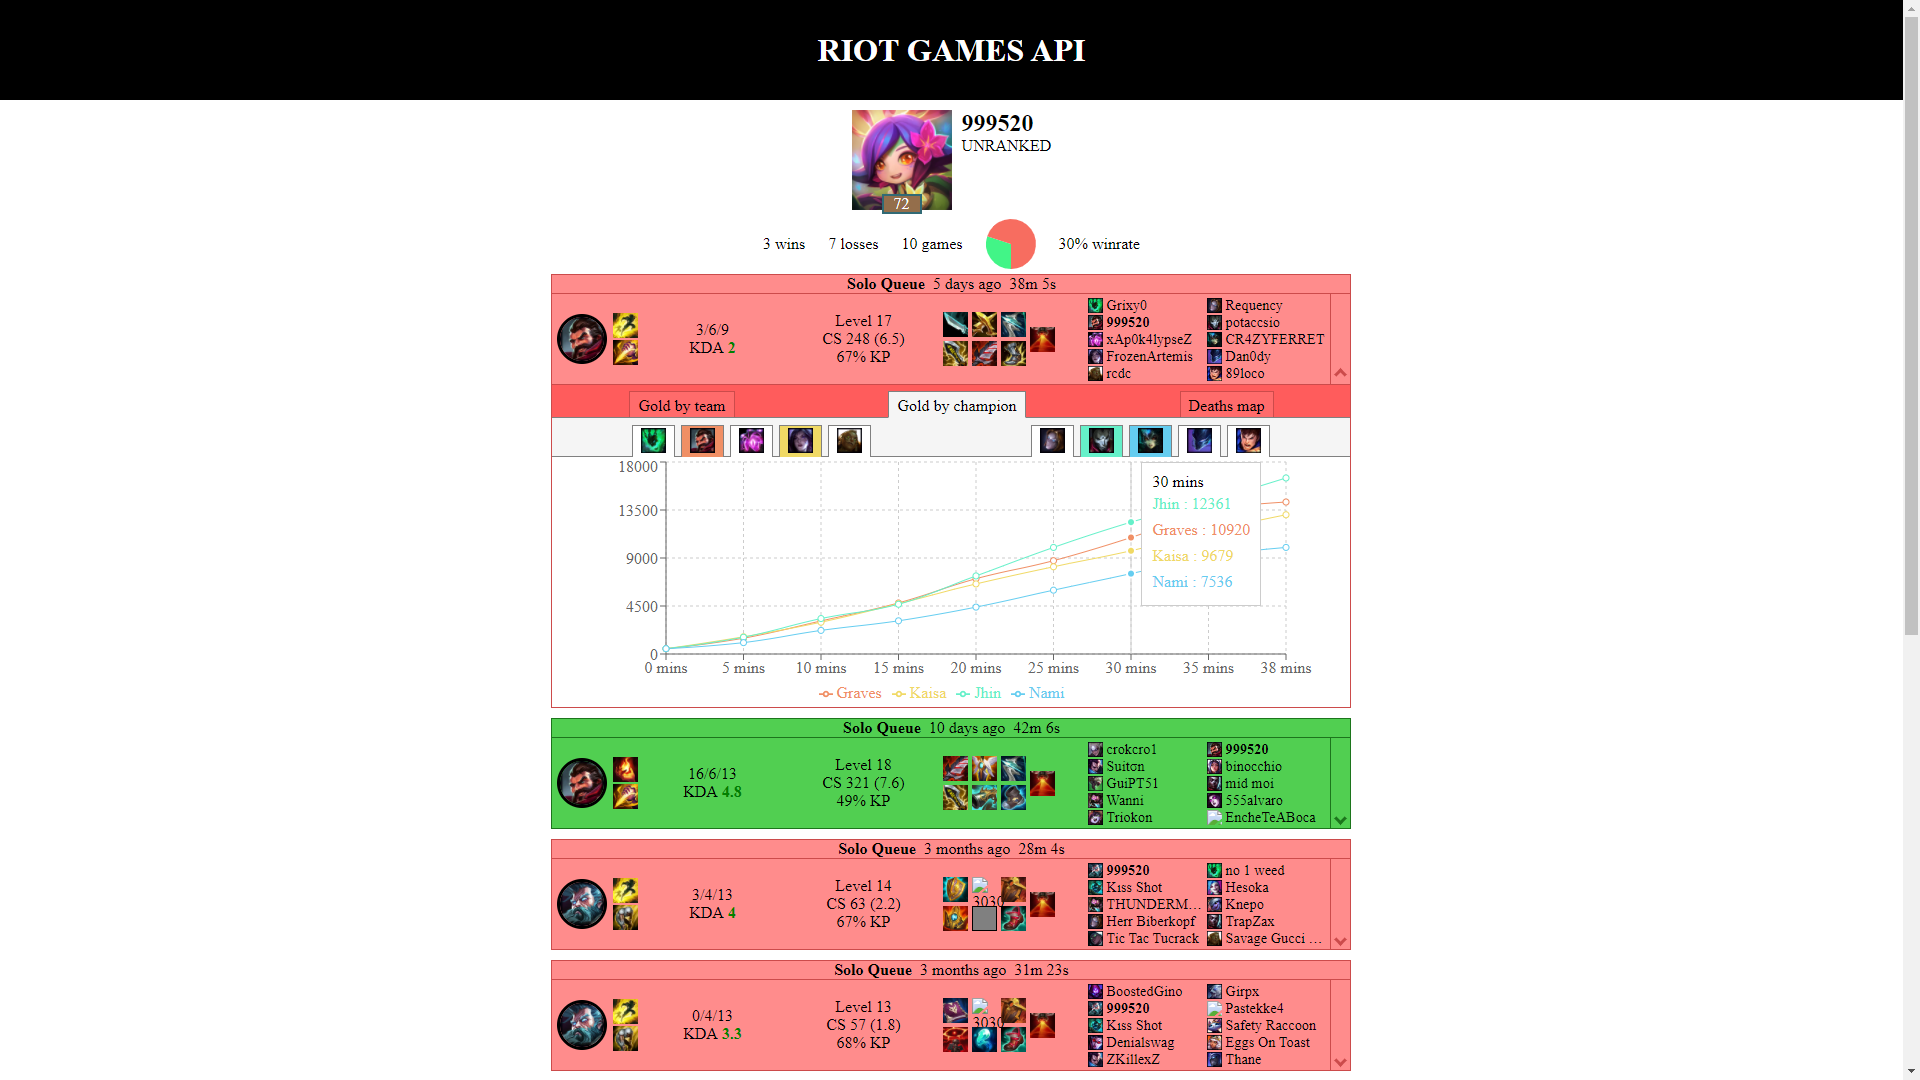 RIOT GAMES API
999520
UNRANKED
72
3 wins 7 losses 10 games 30% winrate
Solo Queue 5 days ago 38m 5s
3/6/9
KDA 2
Level 17
CS 248 (6.5)
67% KP
Grixy0 Requency
999520 potaccsio
xAp0k4lypseZ CR4ZYFERRET
FrozenArtemis Dan0dy
rcdc 89loco
Gold by team Gold by champion Deaths map
18000
13500
9000
4500
0
0 mins 5 mins 10 mins 15 mins 20 mins 25 mins 30 mins 35 mins 38 mins
30 mins
Jhin : 12361
Graves : 10920
Kaisa : 9679
Nami : 7536
Graves Kaisa Jhin Nami
Solo Queue 10 days ago 42m 6s
16/6/13
KDA 4.8
Level 18
CS 321 (7.6)
49% KP
crokcro1 999520
Suitσn binocchio
GuiPT51 mid moi
Wanni 555alvaro
Triokon EncheTeABoca
Solo Queue 3 months ago 28m 4s
3/4/13
KDA 4
Level 14
CS 63 (2.2)
67% KP
3030
999520 no 1 weed
Kıss Shot Hesoka
THUNDERM… Knepo
Herr Biberkopf TrapZax
Tic Tac Tucrack Savage Gucci …
Solo Queue 3 months ago 31m 23s
0/4/13
KDA 3.3
Level 13
CS 57 (1.8)
68% KP
3030
BoostedGino Girpx
999520 Pastekke4
Kıss Shot Safety Raccoon
Denialswag Eggs On Toast
ZKillexZ Thane